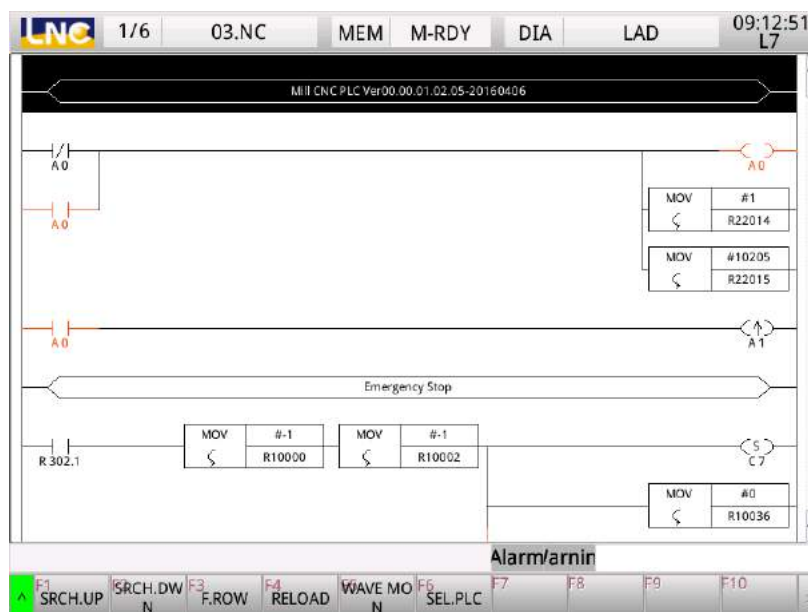 LNC 1/6 03.NC MEM M-RDY DIA LAD 09:12:51
L7
Mill CNC PLC Ver00.00.01.02.05-20160406
A0 A0
A0 MOV #1
R22014
MOV #10205
R22015
A0 A1
Emergency Stop
R302.1 MOV #-1 MOV #-1 S
R10000 R10002 C7
MOV #0
R10036
Alarm/arnin
F1 F2 F3 F4 F5 F6 F7 F8 F9 F10
^ SRCH.UP SRCH.DW F.ROW RELOAD WAVE MO SEL.PLC
N N